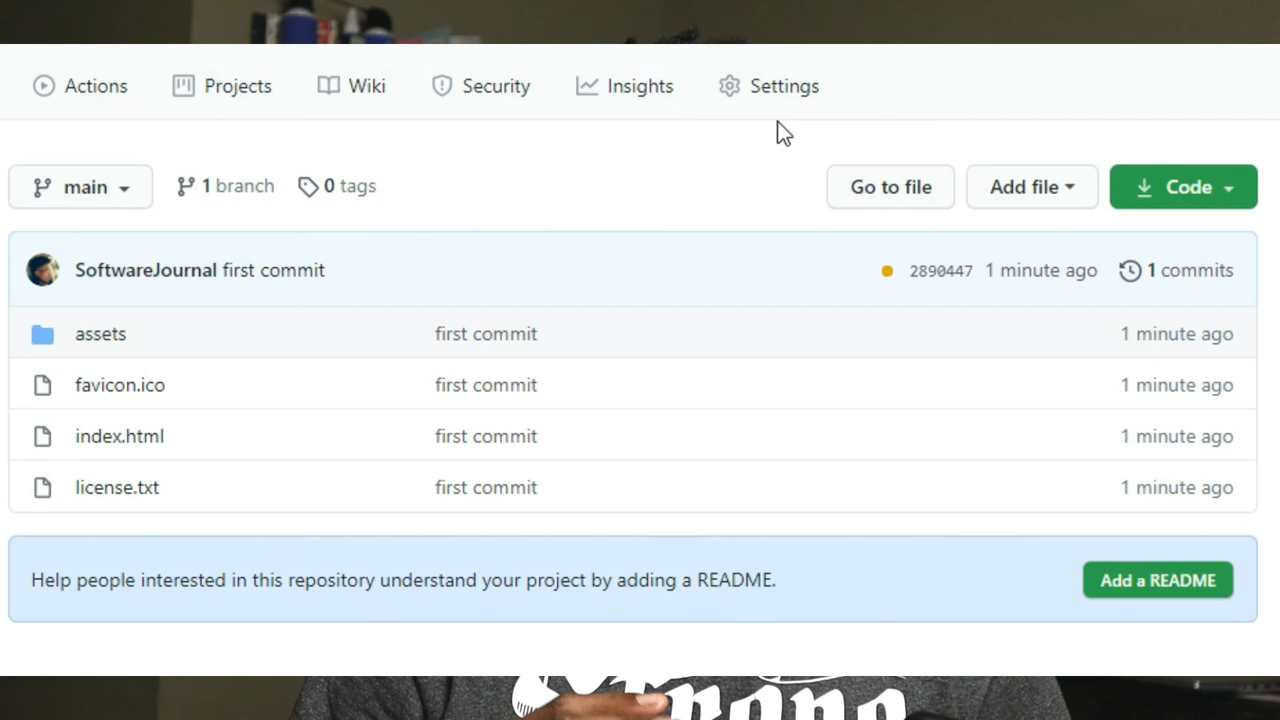 Actions Projects Wiki Security Insights Settings
main 1 branch 0 tags Go to file Add file Code
SoftwareJournal first commit 2890447 1 minute ago 1 commits
assets first commit 1 minute ago
favicon.ico first commit 1 minute ago
index.html first commit 1 minute ago
license.txt first commit 1 minute ago
Help people interested in this repository understand your project by adding a README. Add a README